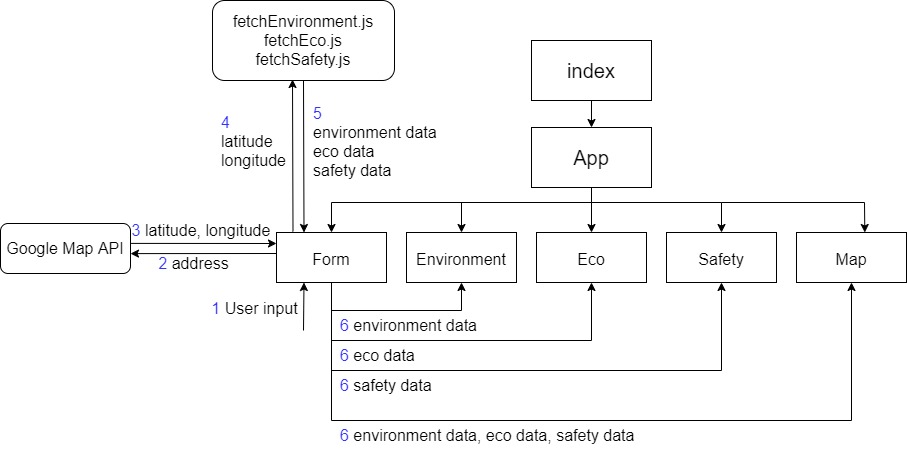 fetchEnvironment.js
fetchEco.js
fetchSafety.js
index
4
latitude
longitude
5
environment data
eco data
safety data
App
3 latitude, longitude
Google Map API
2 address
Form
Environment
Eco
Safety
Map
1 User input
6 environment data
6 eco data
6 safety data
6 environment data, eco data, safety data